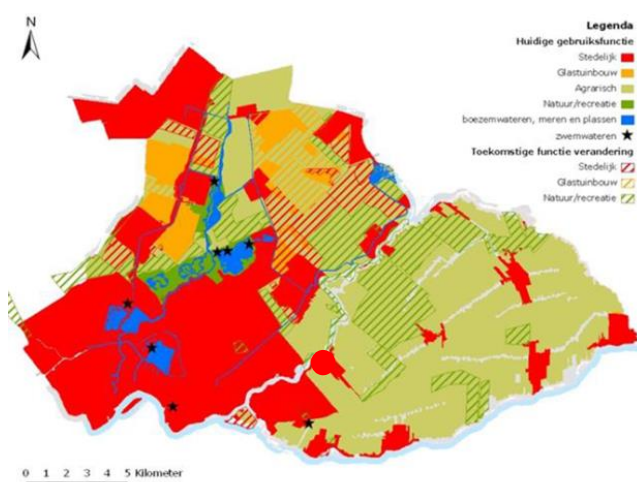 N
Legenda
Huidige gebruiksfunctie
Stedelijk
Glastuinbouw
Agrarisch
Natuur/recreatie
boezemwateren, meren en plassen
zwemwateren
Toekomstige functie verandering
Stedelijk
Glastuinbouw
Natuur/recreatie
0 1 2 3 4 5 Kilometer